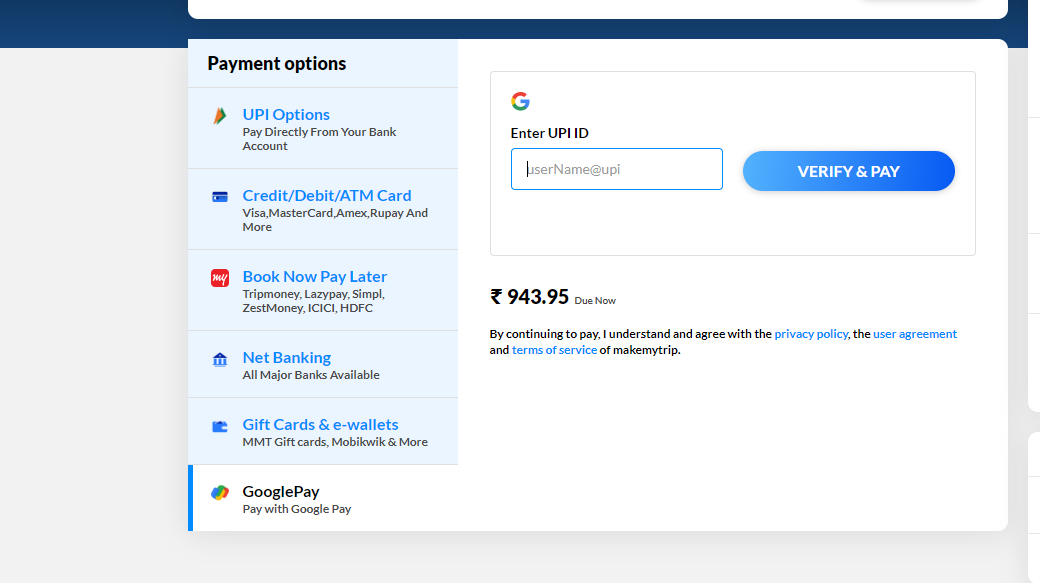 Payment options
UPI Options
Pay Directly From Your Bank
Account
Credit/Debit/ATM Card
Visa,MasterCard,Amex,Rupay And
More
my
Book Now Pay Later
Tripmoney, Lazypay, Simpl,
ZestMoney, ICICI, HDFC
Net Banking
All Major Banks Available
Gift Cards & e-wallets
MMT Gift cards, Mobikwik & More
GooglePay
Pay with Google Pay
G
Enter UPI ID
userName@upi
VERIFY & PAY
₹ 943.95 Due Now
By continuing to pay, I understand and agree with the privacy policy, the user agreement
and terms of service of makemytrip.